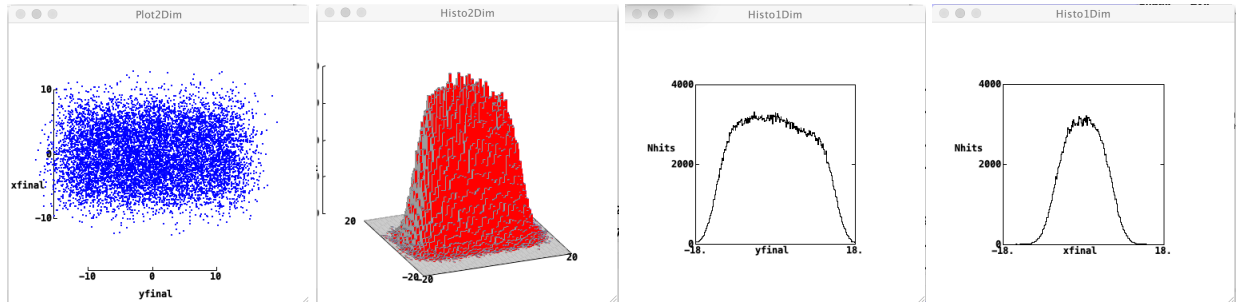 Plot2Dim
10
0
xfinal
-10
-10 0 10
yfinal
Histo2Dim
20
-20
-20
20
Histo1Dim
4000
Nhits
2000
0
-18. yfinal 18.
Histo1Dim
4000
Nhits
2000
0
-18. xfinal 18.